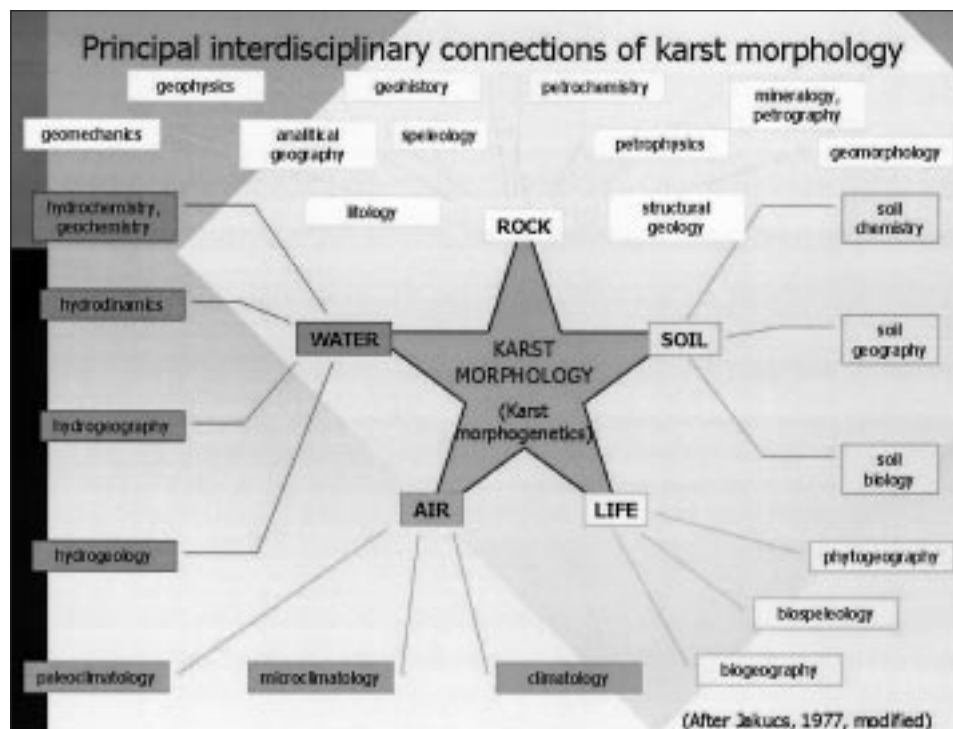 Principal interdisciplinary connections of karst morphology
geophysics
geohistory
petrochemistry
mineralogy,
petrography
geomechanics
analitical
geography
speleology
petrophysics
geomorphology
hydrochemistry,
geochemistry
litology
ROCK
structural
geology
soil
chemistry
hydrodinamics
WATER
KARST
MORPHOLOGY
(Karst
morphogenetics)
SOIL
soil
geography
hydrogeography
soil
biology
AIR
LIFE
hydrogeology
phytogeography
biospeleology
paleoclimatology
microclimatology
climatology
biogeography
(After Jakucs, 1977, modified)